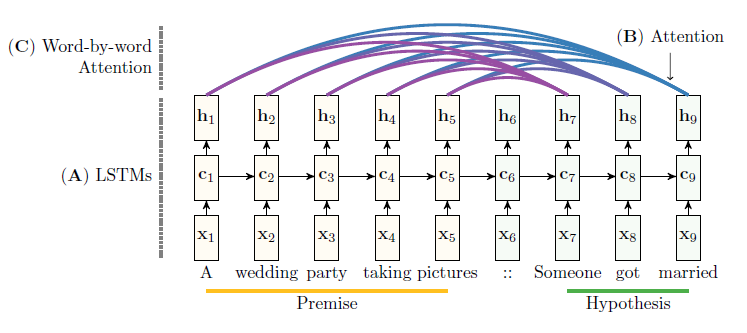 (C) Word-by-word
Attention
(B) Attention
h1 h2 h3 h4 h5 h6 h7 h8 h9
(A) LSTMs
c1 c2 c3 c4 c5 c6 c7 c8 c9
x1 x2 x3 x4 x5 x6 x7 x8 x9
A wedding party taking pictures :: Someone got married
Premise Hypothesis